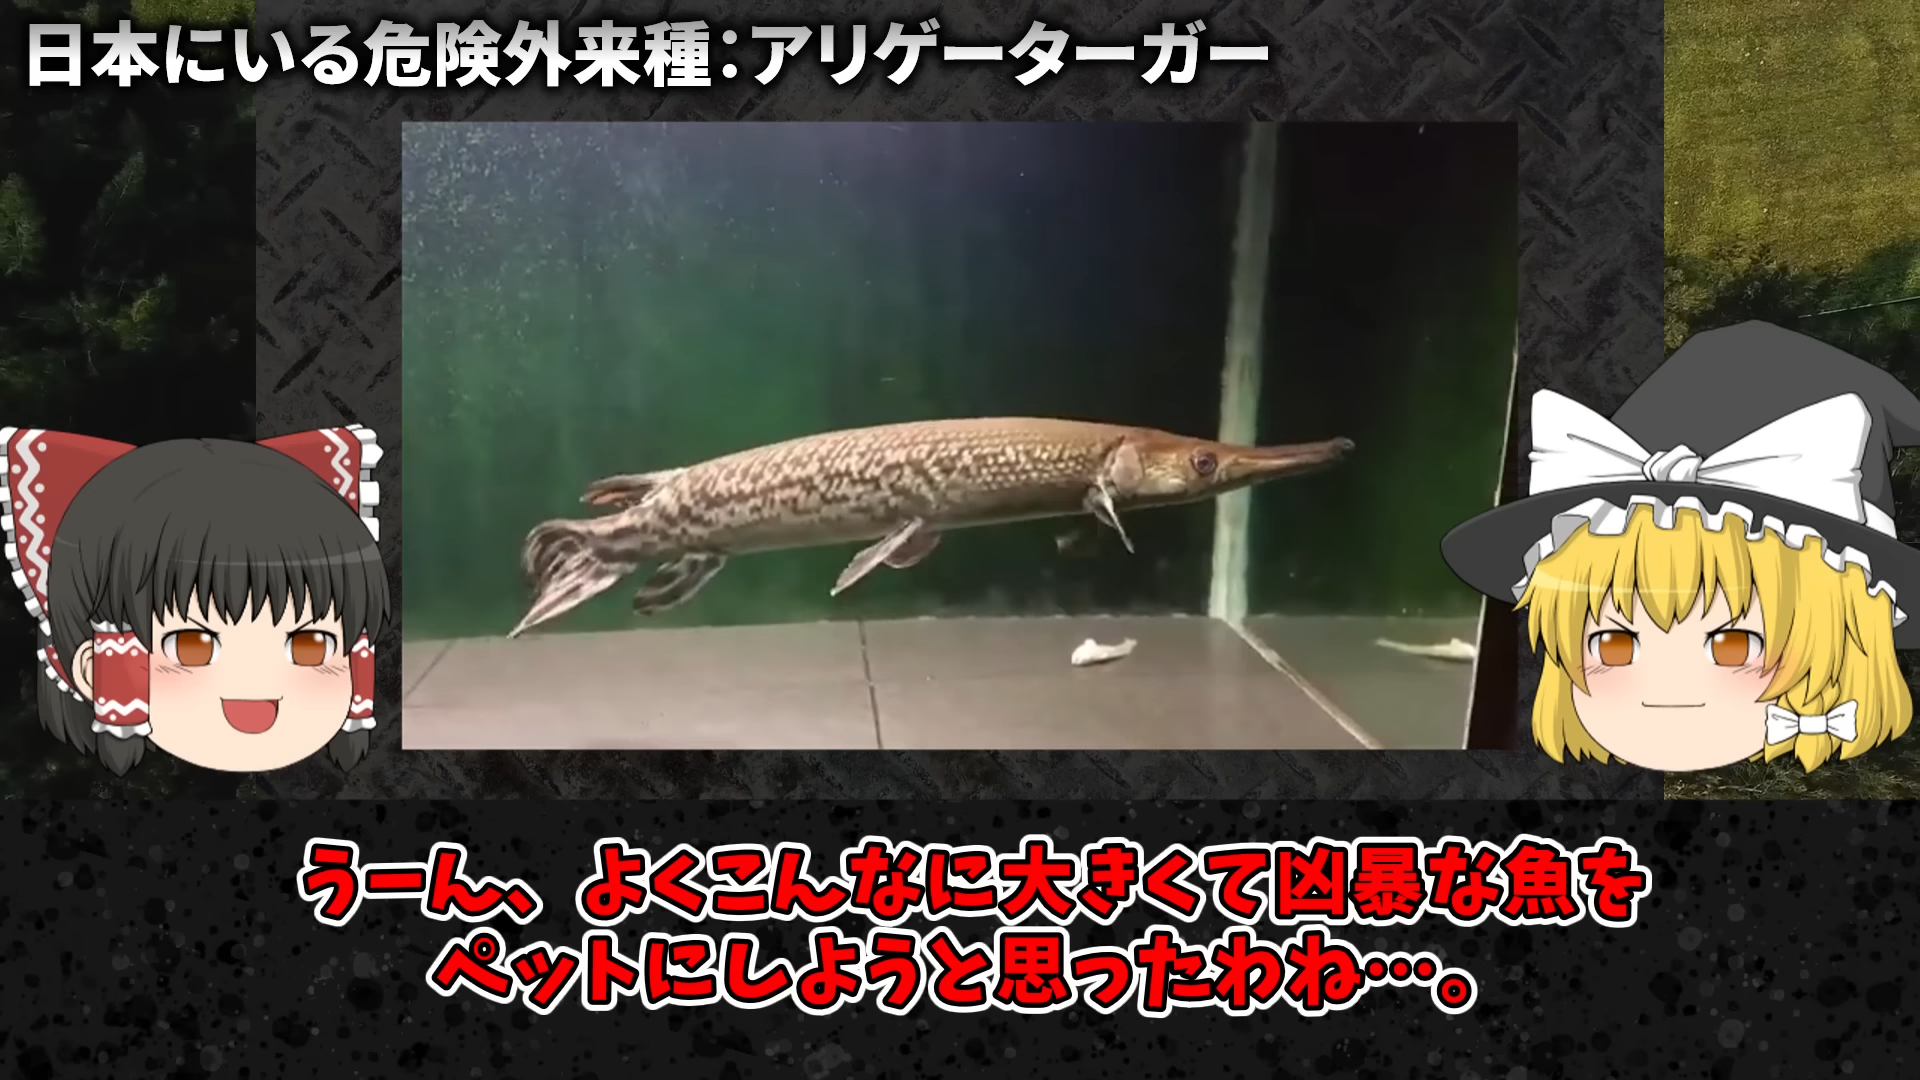 日本にいる危険外来種：アリゲーターガー
うーん、よくこんなに大きくて凶暴な魚を
ペットにしようと思ったわね…。